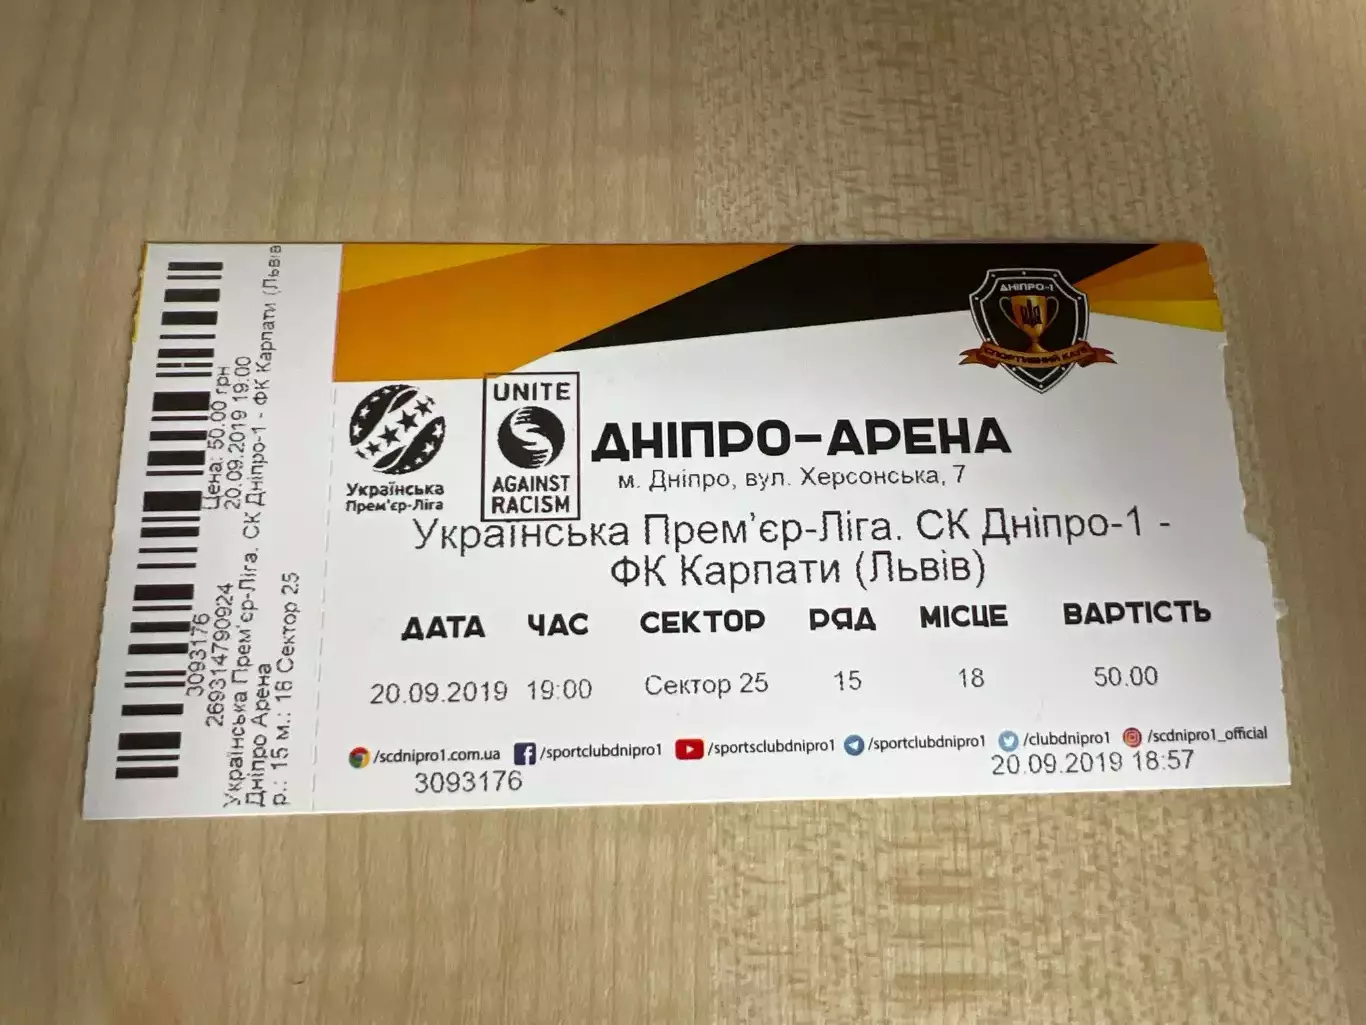 3093176
269314790924
Цена: 50.00 грн
20.09.2019 19:00
Українська Прем'єр-Ліга. СК Дніпро-1 - ФК Карпати (Львів
Дніпро Арена
р.: 15 м.: 18 Сектор 25
ДНІПРО-1
СПОРТИВНИЙ КЛУБ
Українська
Прем'єр-Ліга
UNITE
AGAINST
RACISM
ДНІПРО-АРЕНА
м. Дніпро, вул. Херсонська, 7
Українська Прем'єр-Ліга. СК Дніпро-1 -
ФК Карпати (Львів)
ДАТА ЧАС СЕКТОР РЯД МІСЦЕ ВАРТІСТЬ
20.09.2019 19:00 Сектор 25 15 18 50.00
/scdnipro1.com.ua /sportclubdnipro1 /sportsclubdnipro1 /sportclubdnipro1 /clubdnipro1 /scdnipro1_official
3093176 20.09.2019 18:57